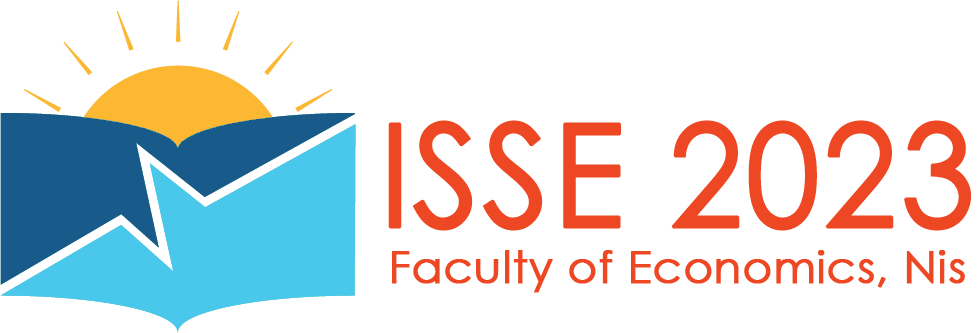 ISSE 2023
Faculty of Economics, Nis